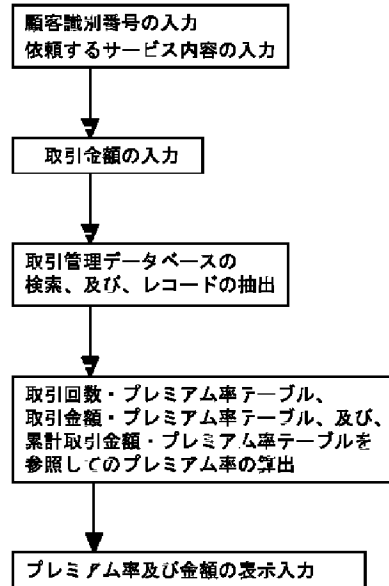 顧客識別番号の入力
依頼するサービス内容の入力
取引金額の入力
取引管理データベースの
検索、及び、レコードの抽出
取引回数・プレミアム率テーブル、
取引金額・プレミアム率テーブル、及び、
累計取引金額・プレミアム率テーブルを
参照してのプレミアム率の算出
プレミアム率及び金額の表示入力